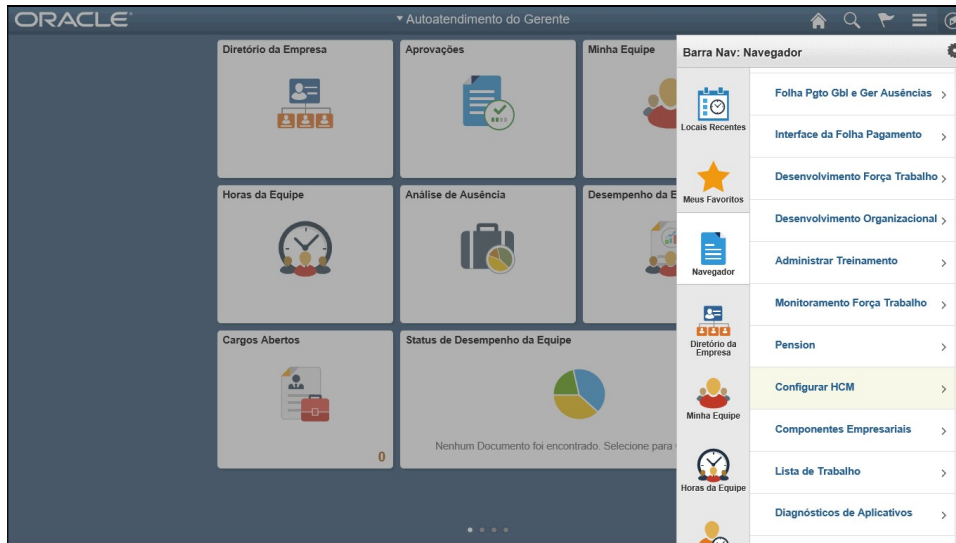 ORACLE
Autoatendimento do Gerente
Diretório da Empresa
Aprovações
Minha Equipe
Horas da Equipe
Análise de Ausência
Desempenho da E
Cargos Abertos
0
Status de Desempenho da Equipe
Nenhum Documento foi encontrado. Selecione para
Barra Nav: Navegador
Locais Recentes
Meus Favoritos
Navegador
Diretório da
Empresa
Minha Equipe
Horas da Equipe
Folha Pgto Gbl e Ger Ausências
Interface da Folha Pagamento
Desenvolvimento Força Trabalho
Desenvolvimento Organizacional
Administrar Treinamento
Monitoramento Força Trabalho
Pension
Configurar HCM
Componentes Empresariais
Lista de Trabalho
Diagnósticos de Aplicativos